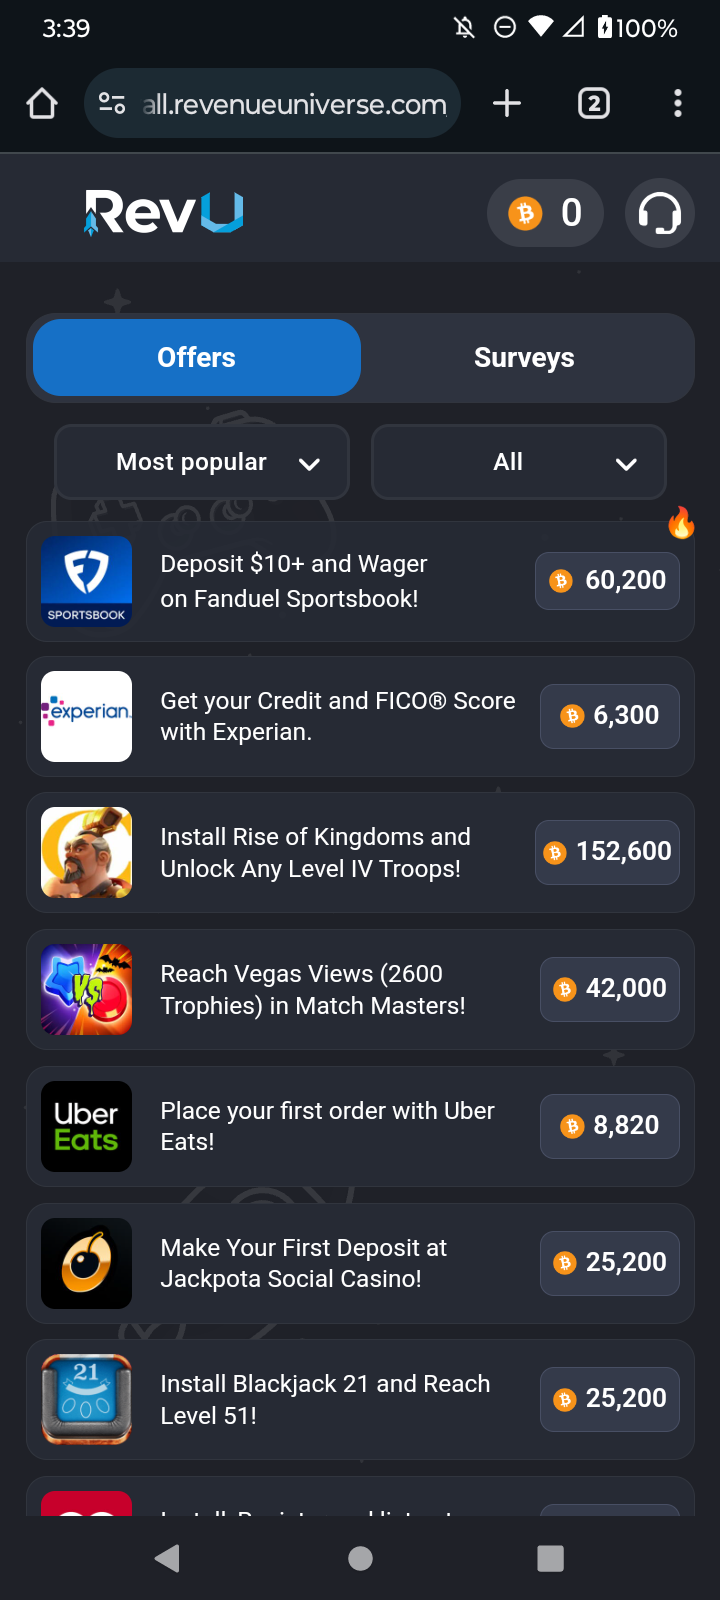 3:39
100%
all.revenueuniverse.com
2
RevU
0
Offers
Surveys
Most popular
All
SPORTSBOOK
Deposit $10+ and Wager
on Fanduel Sportsbook!
60,200
experian.
Get your Credit and FICO® Score
with Experian.
6,300
Install Rise of Kingdoms and
Unlock Any Level IV Troops!
152,600
VS
Reach Vegas Views (2600
Trophies) in Match Masters!
42,000
Uber
Eats
Place your first order with Uber
Eats!
8,820
Make Your First Deposit at
Jackpota Social Casino!
25,200
21
Install Blackjack 21 and Reach
Level 51!
25,200